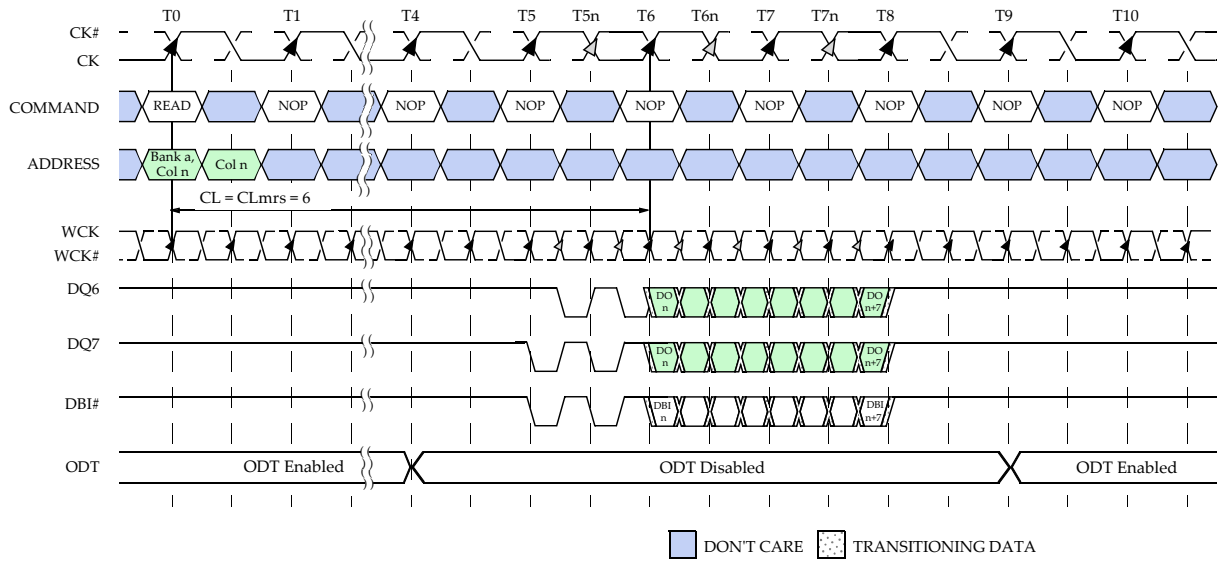 T0 T1 T4 T5 T5n T6 T6n T7 T7n T8 T9 T10
CK#
CK
COMMAND READ NOP NOP NOP NOP NOP NOP NOP NOP
ADDRESS Bank a, Col n Col n
CL = CLmrs = 6
WCK
WCK#
DQ6 DO n DO n+7
DQ7 DO n DO n+7
DBI# DBI n DBI n+7
ODT ODT Enabled ODT Disabled ODT Enabled
DON'T CARE TRANSITIONING DATA